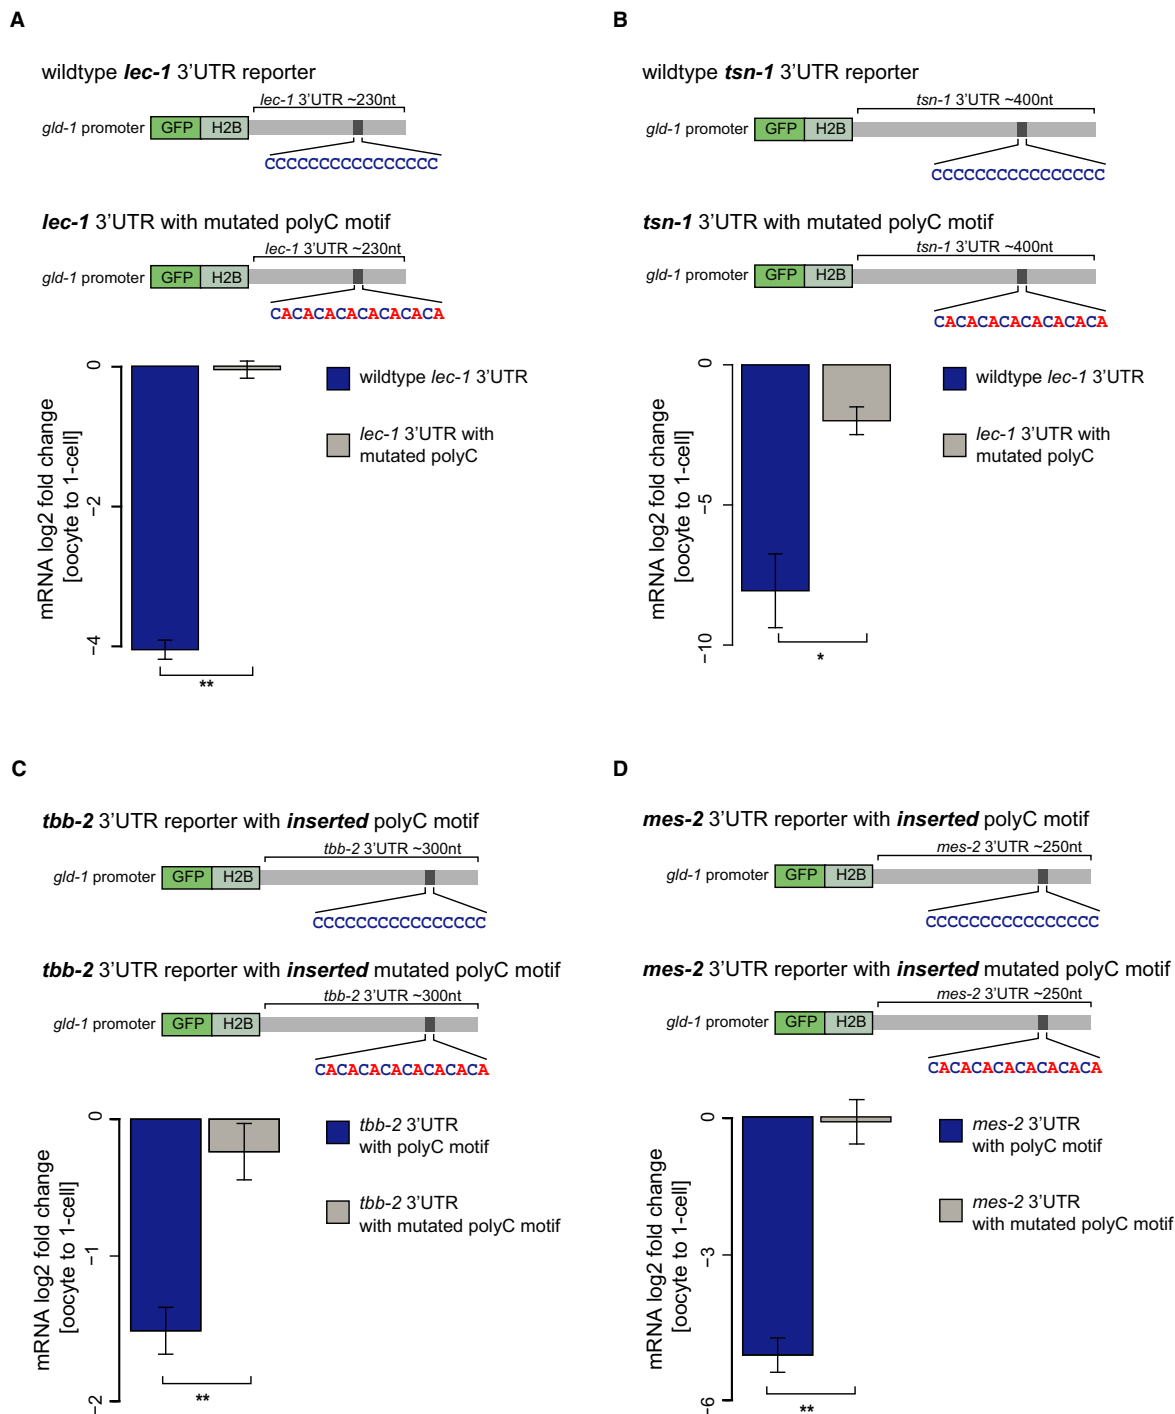 A
wildtype lec-1 3'UTR reporter
lec-1 3'UTR ~230nt
gld-1 promoter GFP H2B
CCCCCCCCCCCCCCCC
lec-1 3'UTR with mutated polyC motif
lec-1 3'UTR ~230nt
gld-1 promoter GFP H2B
CACACACACACACACA
mRNA log2 fold change
[oocyte to 1-cell]
0
−2
−4
**
wildtype lec-1 3'UTR
lec-1 3'UTR with
mutated polyC
B
wildtype tsn-1 3'UTR reporter
tsn-1 3'UTR ~400nt
gld-1 promoter GFP H2B
CCCCCCCCCCCCCCCC
tsn-1 3'UTR with mutated polyC motif
tsn-1 3'UTR ~400nt
gld-1 promoter GFP H2B
CACACACACACACACA
mRNA log2 fold change
[oocyte to 1-cell]
0
−5
−10
*
wildtype lec-1 3'UTR
lec-1 3'UTR with
mutated polyC
C
tbb-2 3'UTR reporter with inserted polyC motif
tbb-2 3'UTR ~300nt
gld-1 promoter GFP H2B
CCCCCCCCCCCCCCCC
tbb-2 3'UTR reporter with inserted mutated polyC motif
tbb-2 3'UTR ~300nt
gld-1 promoter GFP H2B
CACACACACACACACA
mRNA log2 fold change
[oocyte to 1-cell]
0
−1
−2
**
tbb-2 3'UTR
with polyC motif
tbb-2 3'UTR
with mutated polyC motif
D
mes-2 3'UTR reporter with inserted polyC motif
mes-2 3'UTR ~250nt
gld-1 promoter GFP H2B
CCCCCCCCCCCCCCCC
mes-2 3'UTR reporter with inserted mutated polyC motif
mes-2 3'UTR ~250nt
gld-1 promoter GFP H2B
CACACACACACACACA
mRNA log2 fold change
[oocyte to 1-cell]
0
−3
−6
**
mes-2 3'UTR
with polyC motif
mes-2 3'UTR
with mutated polyC motif